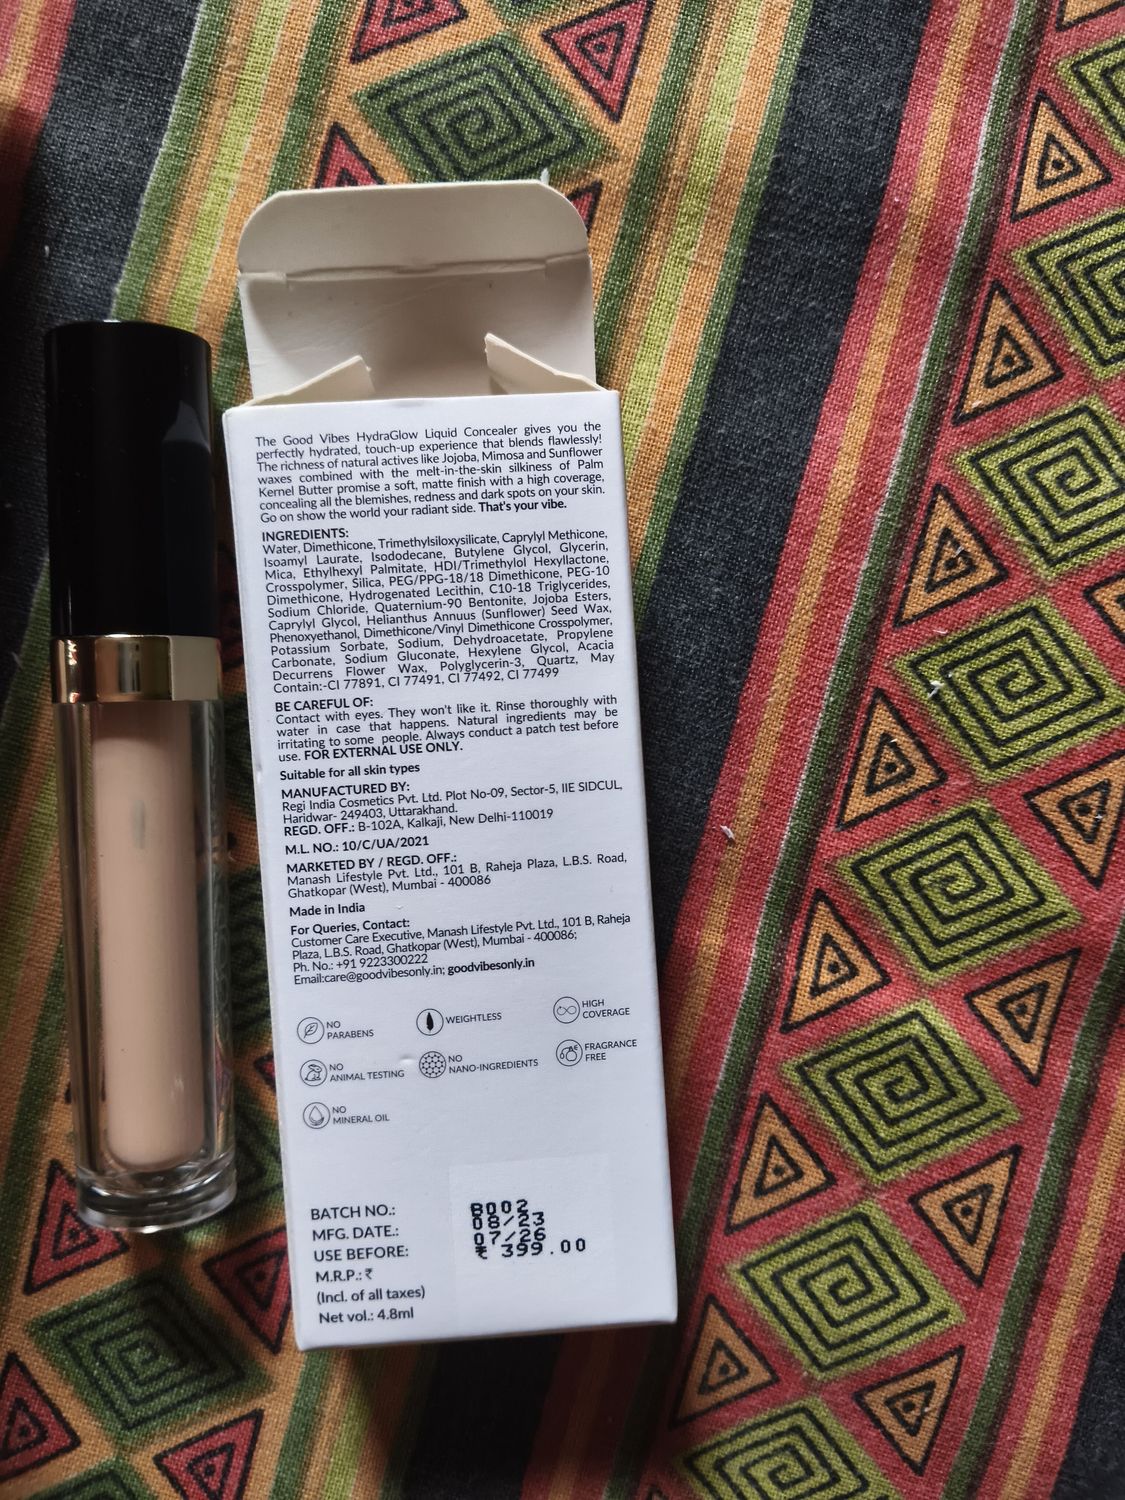 The Good Vibes HydraGlow Liquid Concealer gives you the
perfectly hydrated, touch-up experience that blends flawlessly!
The richness of natural actives like Jojoba, Mimosa and Sunflower
waxes combined with the melt-in-the-skin silkiness of Palm
Kernel Butter promise a soft, matte finish with a high coverage,
concealing all the blemishes, redness and dark spots on your skin.
Go on show the world your radiant side. That's your vibe.
INGREDIENTS:
Water, Dimethicone, Trimethylsiloxysilicate, Caprylyl Methicone,
Isoamyl Laurate, Isododecane, Butylene Glycol, Glycerin,
Mica, Ethylhexyl Palmitate, HDI/Trimethylol Hexyllactone,
Crosspolymer, Silica, PEG/PPG-18/18 Dimethicone, PEG-10
Dimethicone, Hydrogenated Lecithin, C10-18 Triglycerides,
Sodium Chloride, Quaternium-90 Bentonite, Jojoba Esters,
Caprylyl Glycol, Helianthus Annuus (Sunflower) Seed Wax,
Phenoxyethanol, Dimethicone/Vinyl Dimethicone Crosspolymer,
Potassium Sorbate, Sodium, Dehydroacetate, Propylene
Carbonate, Sodium Gluconate, Hexylene Glycol, Acacia
Decurrens Flower Wax, Polyglycerin-3, Quartz, May
Contain:-CI 77891, CI 77491, CI 77492, CI 77499
BE CAREFUL OF:
Contact with eyes. They won't like it. Rinse thoroughly with
water in case that happens. Natural ingredients may be
irritating to some people. Always conduct a patch test before
use. FOR EXTERNAL USE ONLY.
Suitable for all skin types
MANUFACTURED BY:
Regi India Cosmetics Pvt. Ltd. Plot No-09, Sector-5, IIE SIDCUL,
Haridwar- 249403, Uttarakhand.
REGD. OFF.: B-102A, Kalkaji, New Delhi-110019
M.L. NO.: 10/C/UA/2021
MARKETED BY / REGD. OFF.:
Manash Lifestyle Pvt. Ltd., 101 B, Raheja Plaza, L.B.S. Road,
Ghatkopar (West), Mumbai - 400086
Made in India
For Queries, Contact:
Customer Care Executive, Manash Lifestyle Pvt. Ltd., 101 B, Raheja
Plaza, L.B.S. Road, Ghatkopar (West), Mumbai - 400086;
Ph. No.: +91 9223300222
Email:care@goodvibesonly.in; goodvibesonly.in
NO
PARABENS
WEIGHTLESS
HIGH
COVERAGE
NO
ANIMAL TESTING
NO
NANO-INGREDIENTS
FRAGRANCE
FREE
NO
MINERAL OIL
BATCH NO.: B002
MFG. DATE.: 08/23
USE BEFORE: 07/26
M.R.P.: ₹ ₹ 399.00
(Incl. of all taxes)
Net vol.: 4.8ml